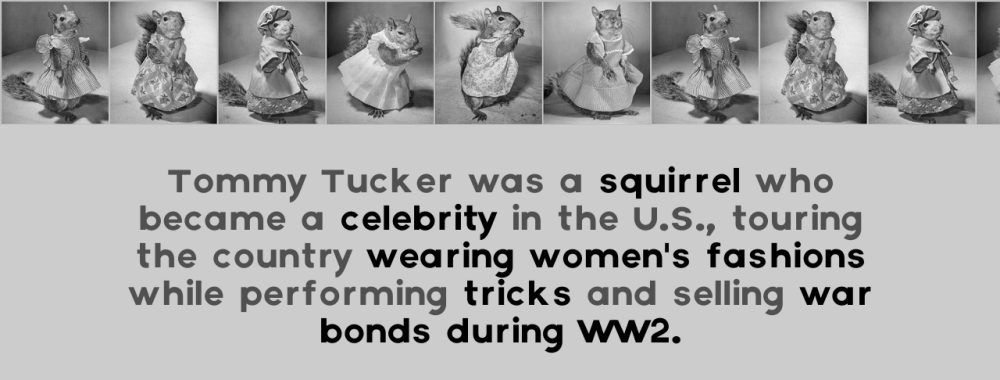 Tommy Tucker was a squirrel who
became a celebrity in the U.S., touring
the country wearing women's fashions
while performing tricks and selling war
bonds during WW2.